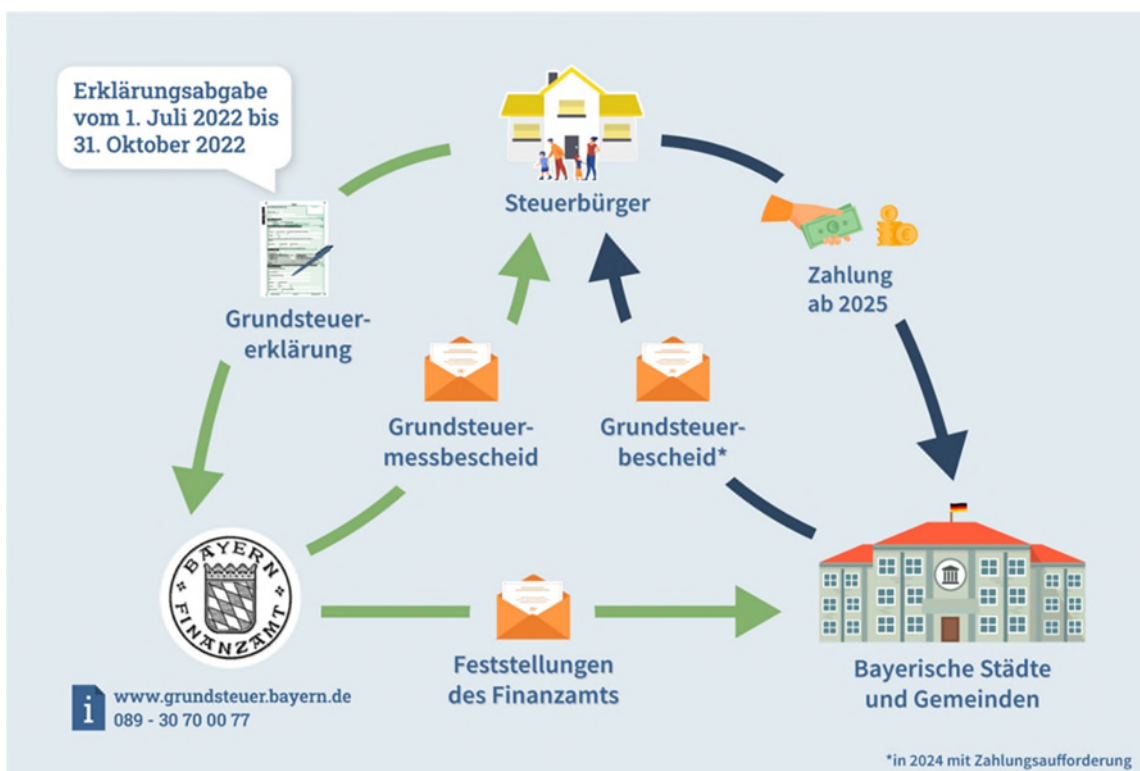 Erklärungsabgabe
vom 1. Juli 2022 bis
31. Oktober 2022
Steuerbürger
Grundsteuer-
erklärung
Zahlung
ab 2025
Grundsteuer-
messbescheid
Grundsteuer-
bescheid*
BAYERN
FINANZAMT
Feststellungen
des Finanzamts
Bayerische Städte
und Gemeinden
i
www.grundsteuer.bayern.de
089 - 30 70 00 77
*in 2024 mit Zahlungsaufforderung